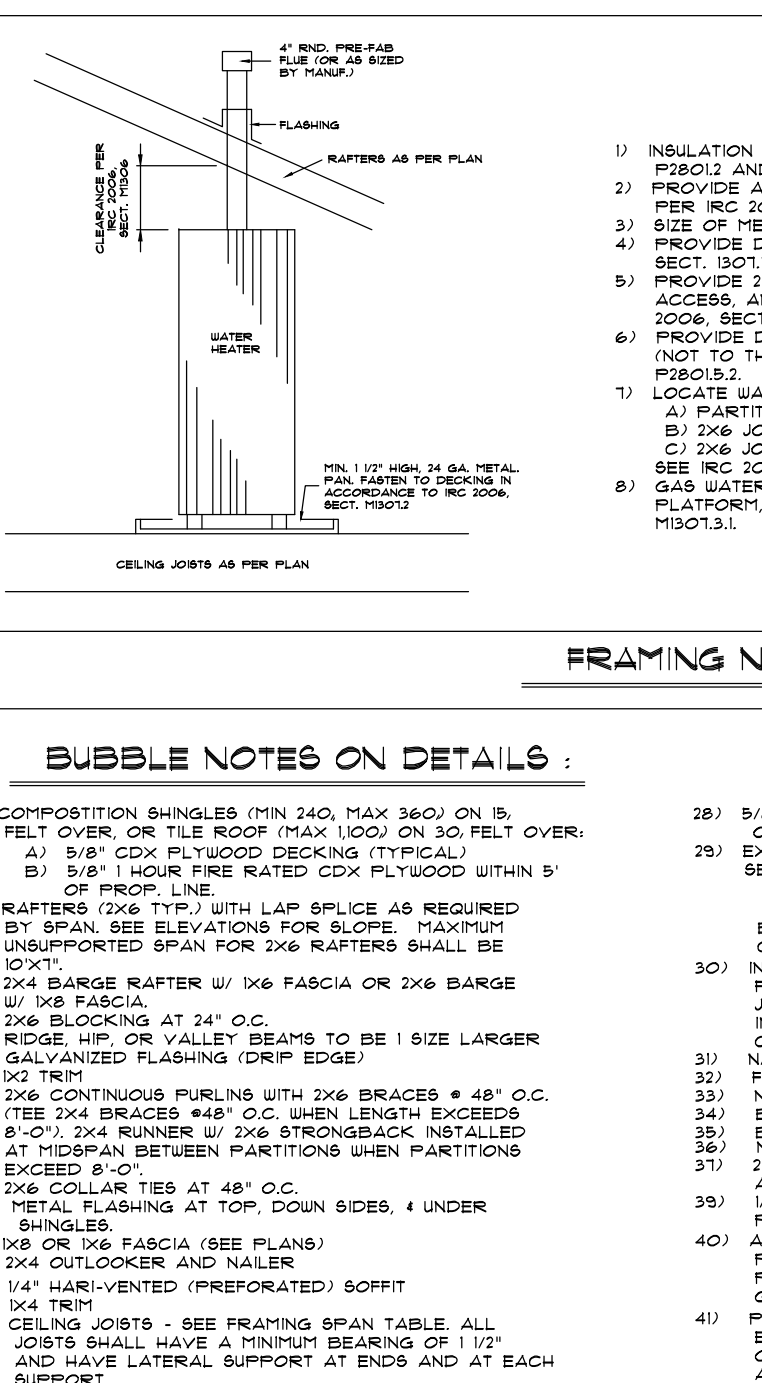 4" RND. PRE-FAB
FLUE (OR AS SIZED
BY MANUF.)
FLASHING
RAFTERS AS PER PLAN
CLEARANCE PER
IRC 2006,
SECT. M1306
WATER
HEATER
MIN. 1 1/2" HIGH, 24 GA. METAL.
PAN. FASTEN TO DECKING IN
ACCORDANCE TO IRC 2006,
SECT. M1307.2
CEILING JOISTS AS PER PLAN
1) INSULATION
P2801.2 AND
2) PROVIDE A
PER IRC
3) SIZE OF
4) PROVIDE
SECT. 1307.
5) PROVIDE 2
ACCESS,
2006, SECT
6) PROVIDE
(NOT TO
P2801.5.2.
7) LOCATE
A)
B) 2X6
C) 2X6
SEE IRC
8) GAS WATER
PLATFORM,
M1307.3.1.
FRAMING
BUBBLE NOTES ON DETAILS :
COMPOSTITION SHINGLES (MIN 240, MAX 360,) ON 15,
FELT OVER, OR TILE ROOF (MAX 1,100,) ON 30, FELT OVER:
A) 5/8" CDX PLYWOOD DECKING (TYPICAL)
B) 5/8" 1 HOUR FIRE RATED CDX PLYWOOD WITHIN 5'
OF PROP. LINE.
RAFTERS (2X6 TYP.) WITH LAP SPLICE AS REQUIRED
BY SPAN. SEE ELEVATIONS FOR SLOPE. MAXIMUM
UNSUPPORTED SPAN FOR 2X6 RAFTERS SHALL BE
10'X7".
2X4 BARGE RAFTER W/ 1X6 FASCIA OR 2X6 BARGE
W/ 1X8 FASCIA.
2X6 BLOCKING AT 24" O.C.
RIDGE, HIP, OR VALLEY BEAMS TO BE 1 SIZE LARGER
GALVANIZED FLASHING (DRIP EDGE)
1X2 TRIM
2X6 CONTINUOUS PURLINS WITH 2X6 BRACES @ 48" O.C.
(TEE 2X4 BRACES @48" O.C. WHEN LENGTH EXCEEDS
8'-0"). 2X4 RUNNER W/ 2X6 STRONGBACK INSTALLED
AT MIDSPAN BETWEEN PARTITIONS WHEN PARTITIONS
EXCEED 8'-0".
2X6 COLLAR TIES AT 48" O.C.
METAL FLASHING AT TOP, DOWN SIDES, & UNDER
SHINGLES.
1X8 OR 1X6 FASCIA (SEE PLANS)
2X4 OUTLOOKER AND NAILER
1/4" HARI-VENTED (PREFORATED) SOFFIT
1X4 TRIM
CEILING JOISTS - SEE FRAMING SPAN TABLE. ALL
JOISTS SHALL HAVE A MINIMUM BEARING OF 1 1/2"
AND HAVE LATERAL SUPPORT AT ENDS AND AT EACH
SUPPORT
28)
29)
30)
31)
32)
33)
34)
35)
36)
37)
39)
40)
41)